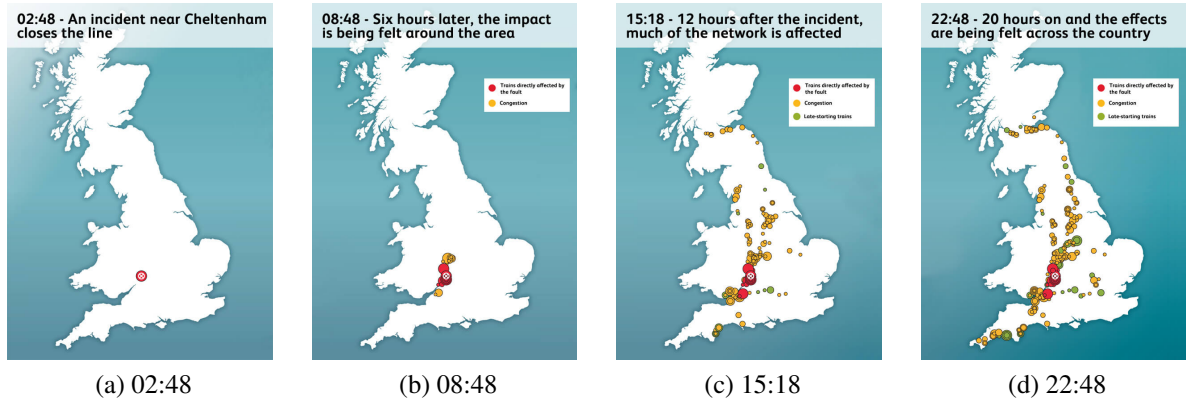 02:48 - An incident near Cheltenham
closes the line
08:48 - Six hours later, the impact
is being felt around the area
Trains directly affected by
the fault
Congestion
15:18 - 12 hours after the incident,
much of the network is affected
Trains directly affected by
the fault
Congestion
Late-starting trains
22:48 - 20 hours on and the effects
are being felt across the country
Trains directly affected by
the fault
Congestion
Late-starting trains
(a) 02:48
(b) 08:48
(c) 15:18
(d) 22:48